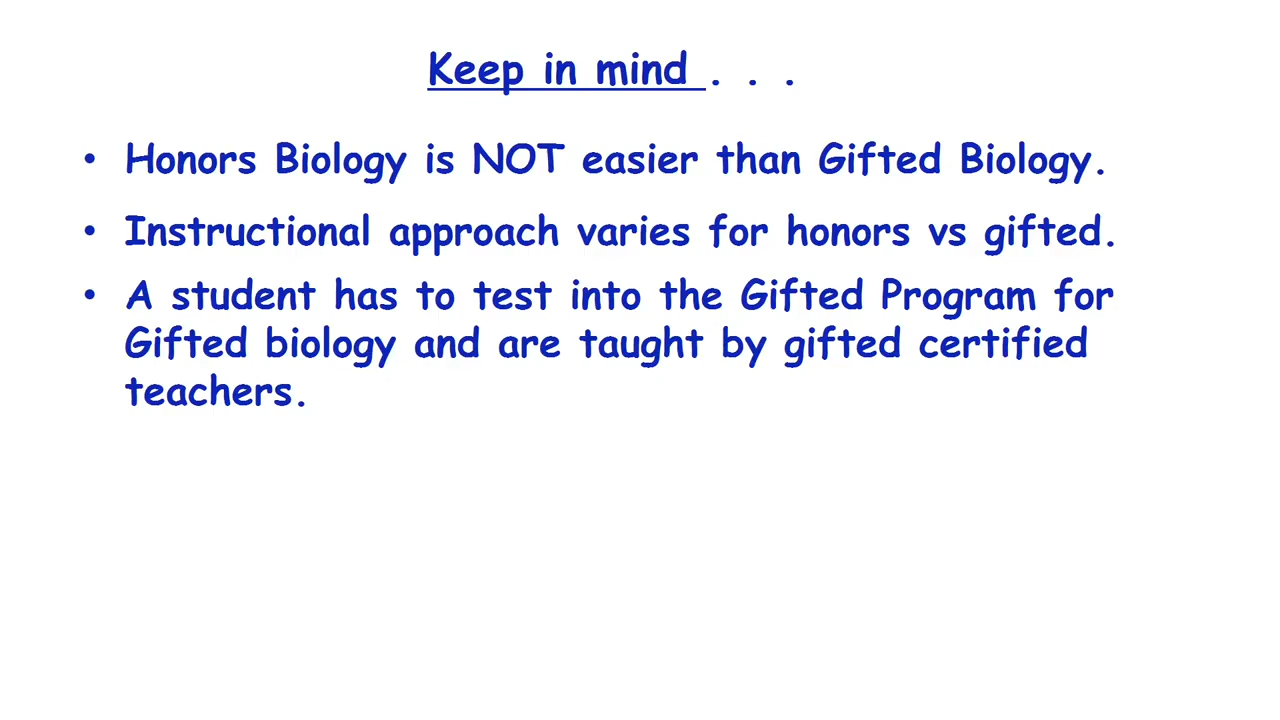 Keep in mind . . .
• Honors Biology is NOT easier than Gifted Biology.
• Instructional approach varies for honors vs gifted.
• A student has to test into the Gifted Program for
Gifted biology and are taught by gifted certified
teachers.